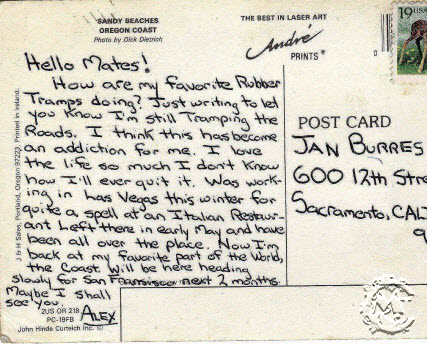 SANDY BEACHES
OREGON COAST
Photo by Dick Dietrich
THE BEST IN LASER ART
André
PRINTS®
19 USA
Hello Mates!
How are my favorite Rubber
Tramps doing? Just writing to let
you know I'm still Tramping the
Roads. I think this has become
an addiction for me. I love
the life so much I don't know
how I'll ever quit it. Was work-
ing in Las Vegas this winter for
quite a spell at an Italian Restaur-
ant Left there in early May and have
been all over the place. Now I'm
back at my favorite part of the World,
the Coast. Will be here heading
slowly for San Francisco next 2 months.
Maybe I shall
see you.
ALEX
2US OR 218
PC-19FB
John Hinde Curteich Inc. ©
J & H Sales, Portland, Oregon 97223. Printed in Ireland.
POST CARD
JAN BURRES
600 12th Stre
Sacramento, CAL
9